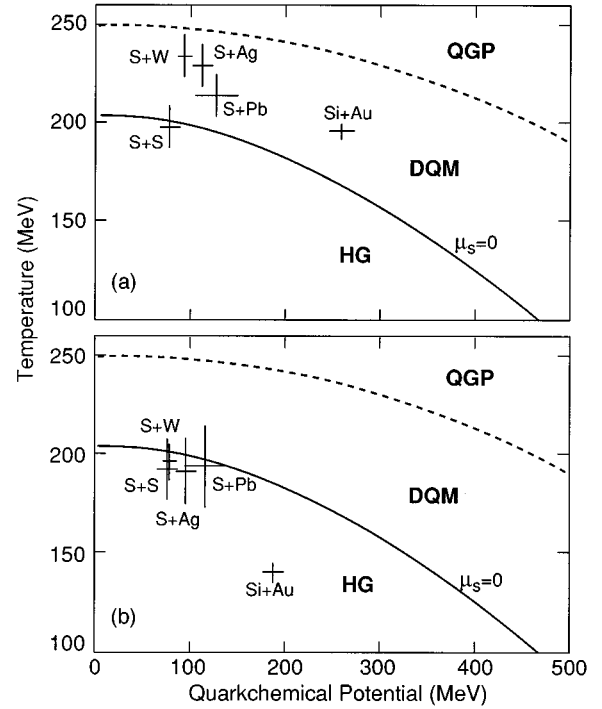 250
QGP
S+W
S+Ag
S+Pb
Si+Au
200
S+S
DQM
150
μs=0
HG
(a)
100
Temperature (MeV)
250
QGP
S+W
200
S+S
S+Pb
S+Ag
DQM
150
μs=0
Si+Au
HG
(b)
100
0 100 200 300 400 500
Quarkchemical Potential (MeV)